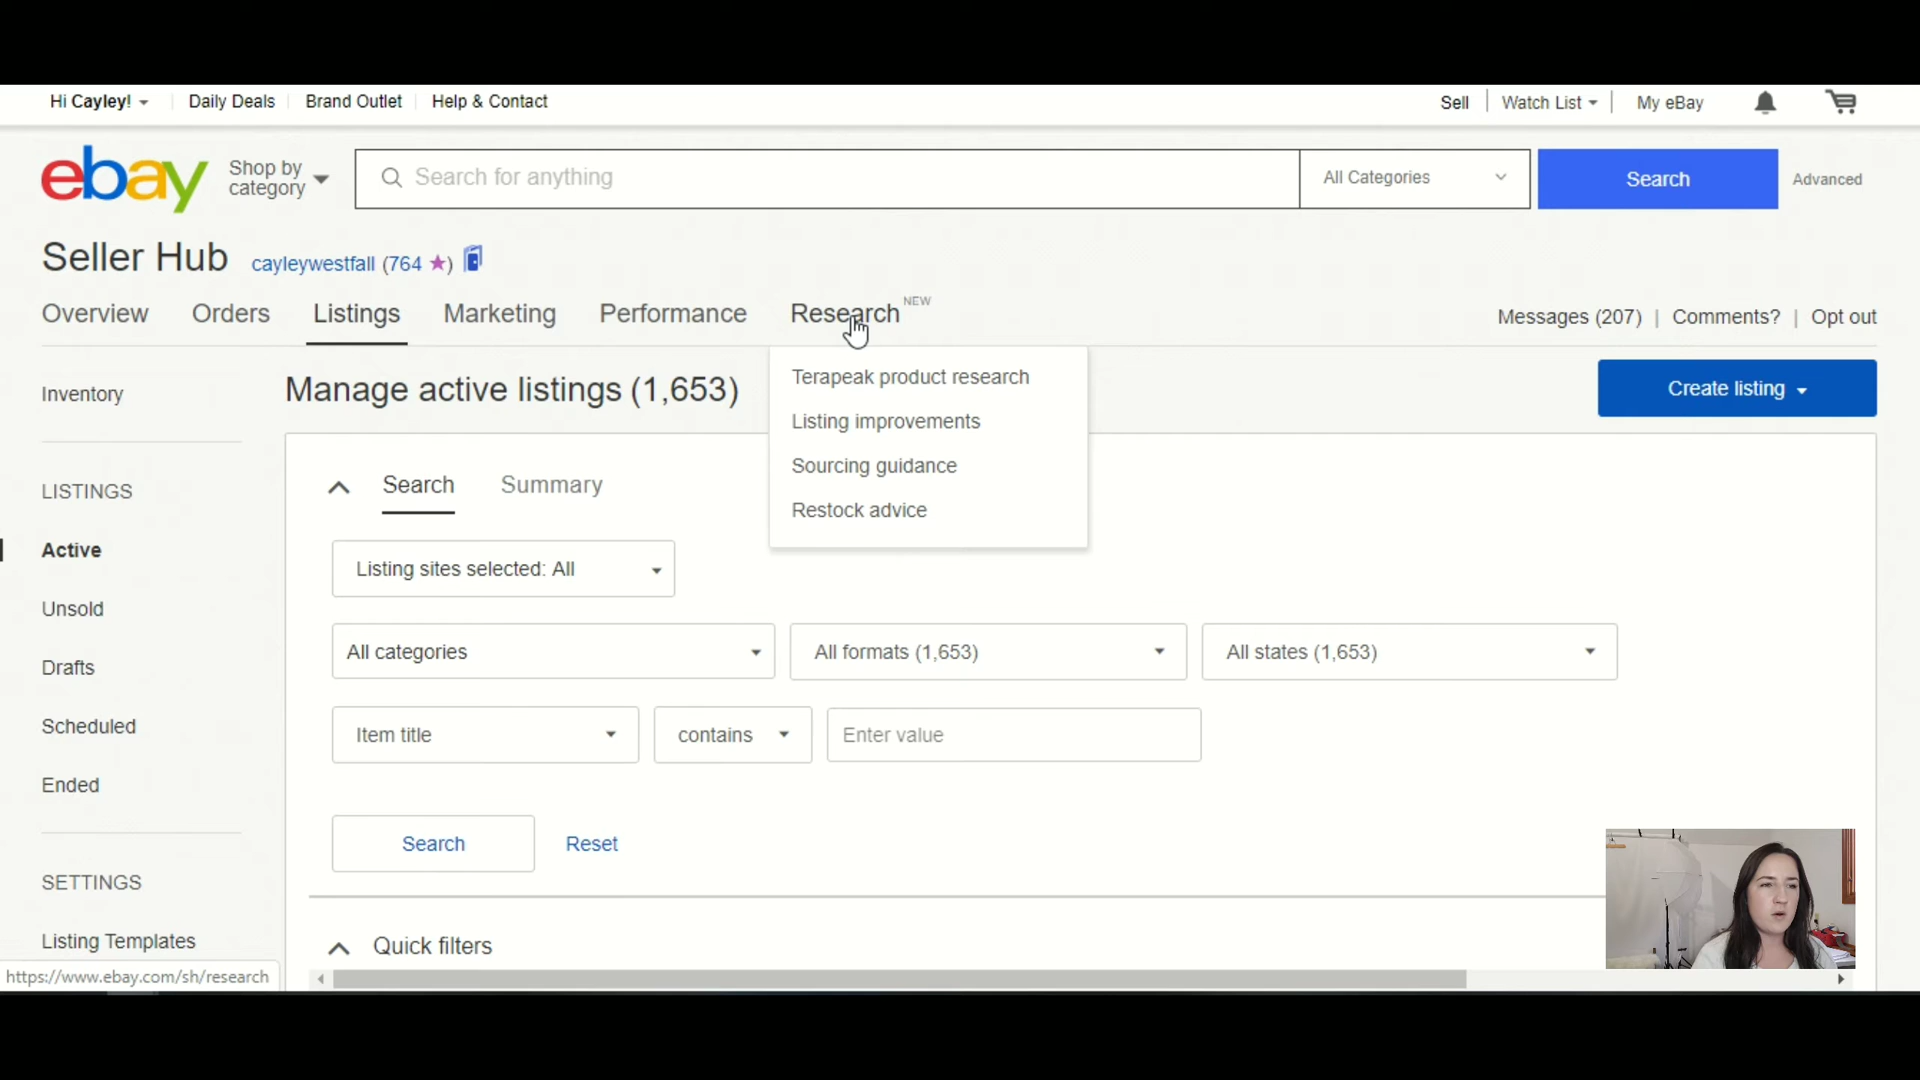 Hi Cayley! Daily Deals Brand Outlet Help & Contact Sell Watch List My eBay
ebay Shop by category Search for anything All Categories Search Advanced
Seller Hub cayleywestfall (764 ★)
Overview Orders Listings Marketing Performance Research NEW Messages (207) | Comments? | Opt out
Inventory
LISTINGS
Active
Unsold
Drafts
Scheduled
Ended
SETTINGS
Listing Templates
Manage active listings (1,653)
Create listing
Terapeak product research
Listing improvements
Sourcing guidance
Restock advice
Search Summary
Listing sites selected: All
All categories All formats (1,653) All states (1,653)
Item title contains Enter value
Search Reset
Quick filters
https://www.ebay.com/sh/research